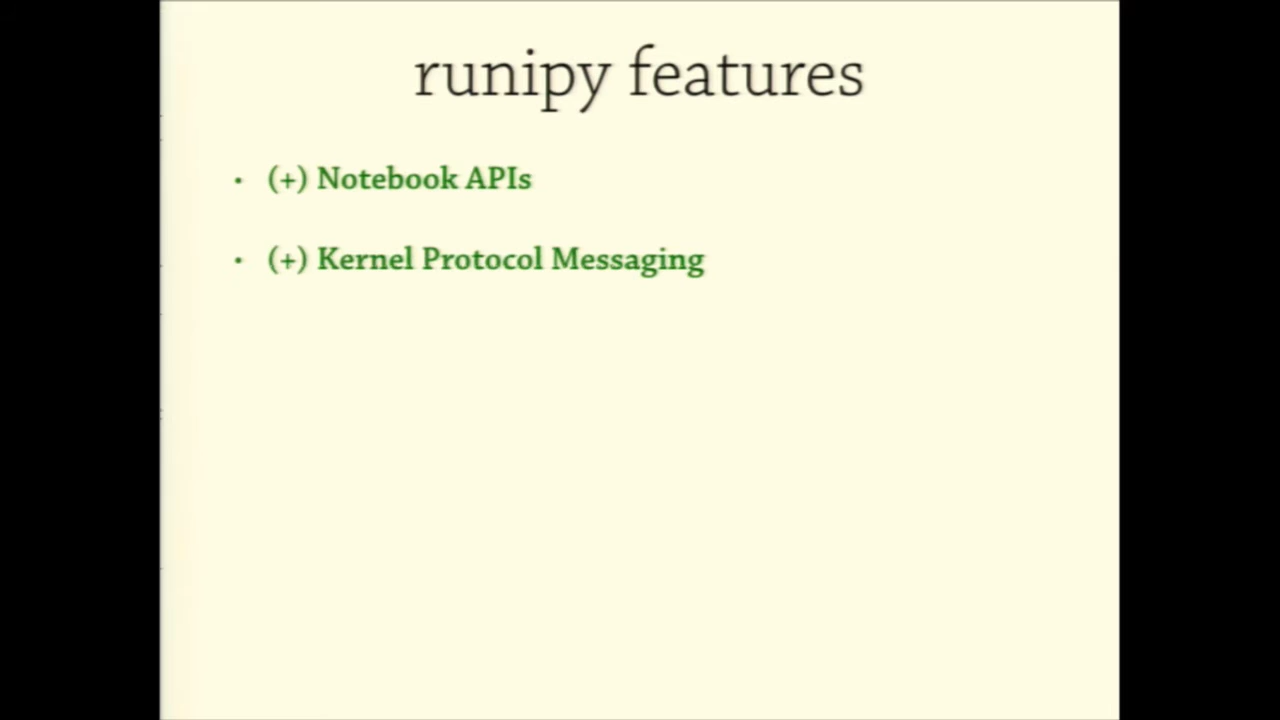 runipy features
• (+) Notebook APIs
• (+) Kernel Protocol Messaging